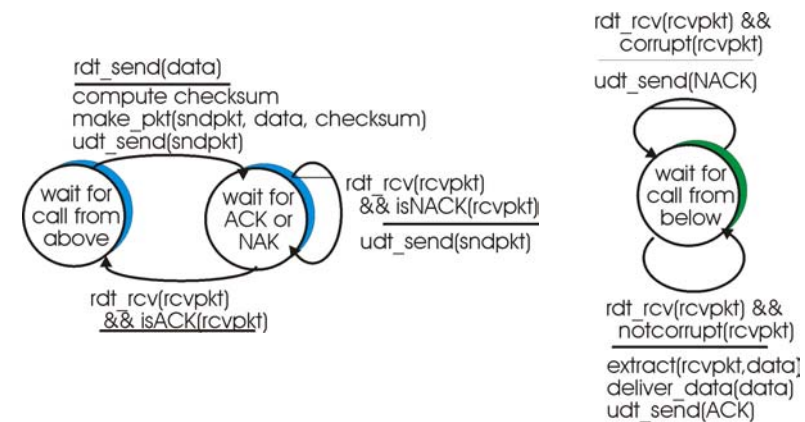 rdt_send(data)
compute checksum
make_pkt(sndpkt, data, checksum)
udt_send(sndpkt)
wait for
call from
above
wait for
ACK or
NAK
rdt_rcv(rcvpkt)
&& isNACK(rcvpkt)
udt_send(sndpkt)
rdt_rcv(rcvpkt)
&& isACK(rcvpkt)
rdt_rcv(rcvpkt) &&
corrupt(rcvpkt)
udt_send(NACK)
wait for
call from
below
rdt_rcv(rcvpkt) &&
notcorrupt(rcvpkt)
extract(rcvpkt,data)
deliver_data(data)
udt_send(ACK)